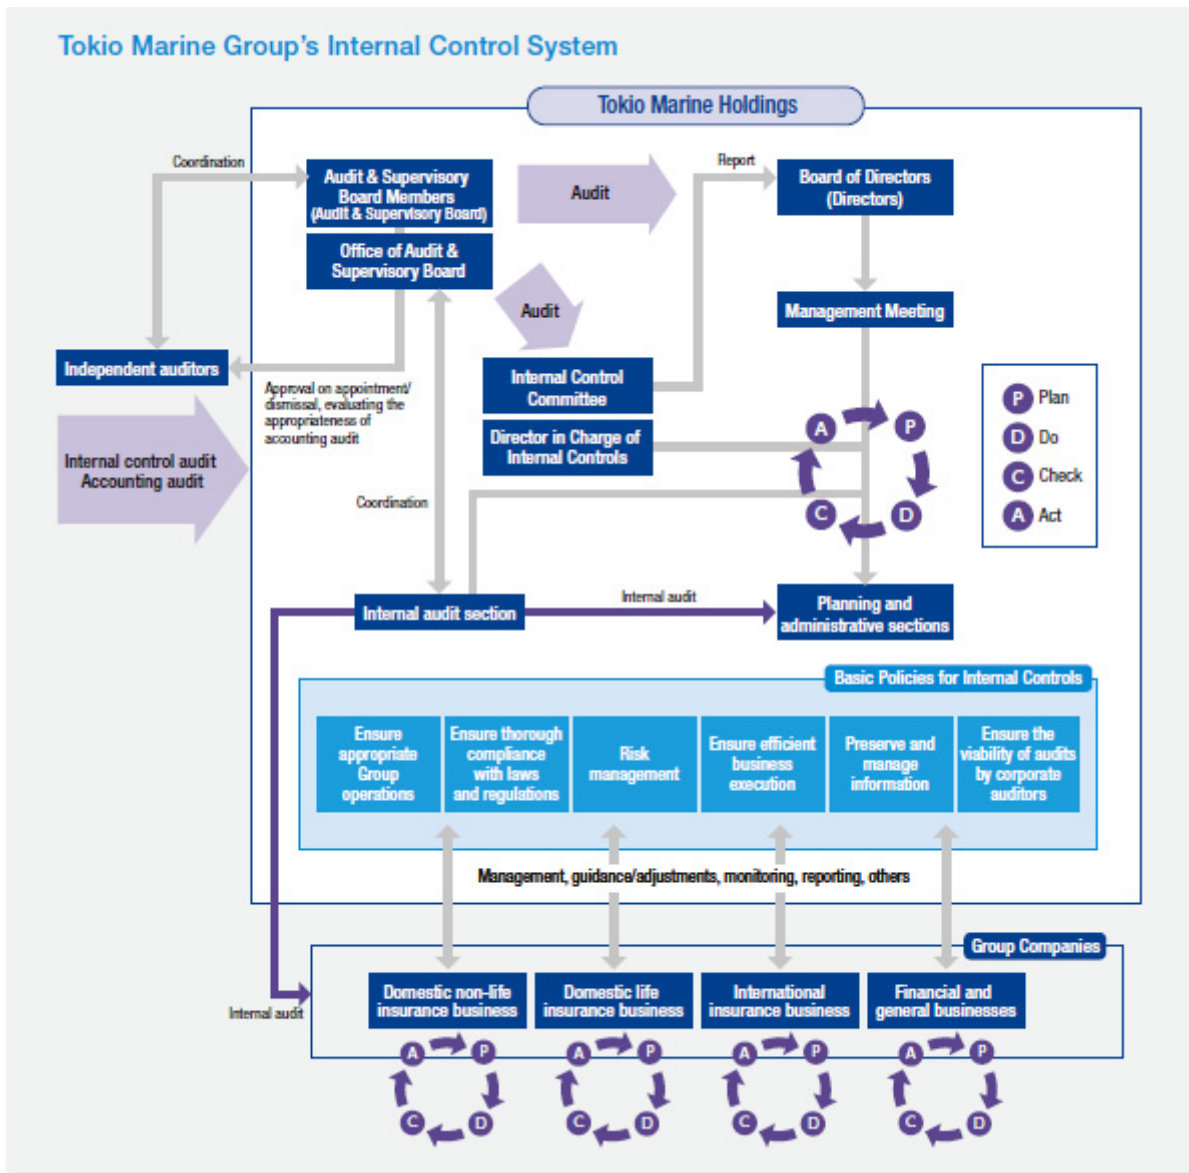 Tokio Marine Group's Internal Control System
Tokio Marine Holdings
Coordination
Audit & Supervisory
Board Members
(Audit & Supervisory Board)
Audit
Report
Board of Directors
(Directors)
Office of Audit &
Supervisory Board
Audit
Management Meeting
Independent auditors
Approval on appointment/
dismissal, evaluating the
appropriateness of
accounting audit
Internal Control
Committee
Director in Charge of
Internal Controls
Internal control audit
Accounting audit
Coordination
A
P
C
D
P Plan
D Do
C Check
A Act
Internal audit section
Internal audit
Planning and
administrative sections
Basic Policies for Internal Controls
Ensure
appropriate
Group
operations
Ensure thorough
compliance
with laws
and regulations
Risk
management
Ensure efficient
business
execution
Preserve and
manage
information
Ensure the
viability of audits
by corporate
auditors
Management, guidance/adjustments, monitoring, reporting, others
Group Companies
Internal audit
Domestic non-life
insurance business
Domestic life
insurance business
International
insurance business
Financial and
general businesses
A
P
C
D
A
P
C
D
A
P
C
D
A
P
C
D